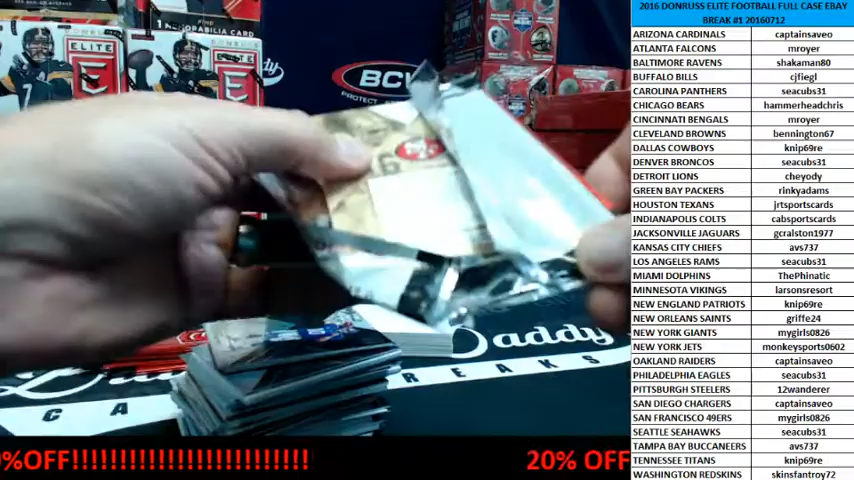 2016 DONRUSS ELITE FOOTBALL FULL CASE EBAY
BREAK #1 20160712
ARIZONA CARDINALS captainsaveo
ATLANTA FALCONS mroyer
BALTIMORE RAVENS shakaman80
BUFFALO BILLS cjfiegl
CAROLINA PANTHERS seacubs31
CHICAGO BEARS hammerheadchris
CINCINNATI BENGALS mroyer
CLEVELAND BROWNS bennington67
DALLAS COWBOYS knip69re
DENVER BRONCOS seacubs31
DETROIT LIONS cheyody
GREEN BAY PACKERS rinkyadams
HOUSTON TEXANS jrtsportscards
INDIANAPOLIS COLTS cabsportscards
JACKSONVILLE JAGUARS gcralston1977
KANSAS CITY CHIEFS avs737
LOS ANGELES RAMS seacubs31
MIAMI DOLPHINS ThePhinatic
MINNESOTA VIKINGS larsonsresort
NEW ENGLAND PATRIOTS knip69re
NEW ORLEANS SAINTS griffe24
NEW YORK GIANTS mygirls0826
NEW YORK JETS monkeysports0602
OAKLAND RAIDERS captainsaveo
PHILADELPHIA EAGLES seacubs31
PITTSBURGH STEELERS 12wanderer
SAN DIEGO CHARGERS captainsaveo
SAN FRANCISCO 49ERS mygirls0826
SEATTLE SEAHAWKS seacubs31
TAMPA BAY BUCCANEERS avs737
TENNESSEE TITANS knip69re
WASHINGTON REDSKINS skinsfantroy72
1 MEMORABILIA CARD
ELITE
ELITE
BCW
Daddy
BREAKS
C A
%OFF!!!!!!!!!!!!!!!!!!!!!!!!!!
20% OFF